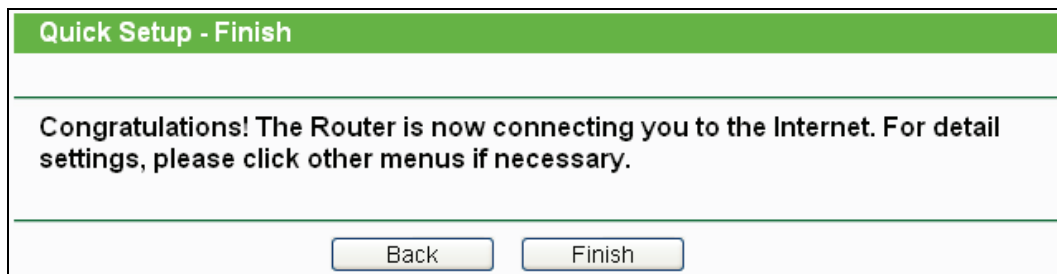 Quick Setup - Finish
Congratulations! The Router is now connecting you to the Internet. For detail
settings, please click other menus if necessary.
Back Finish